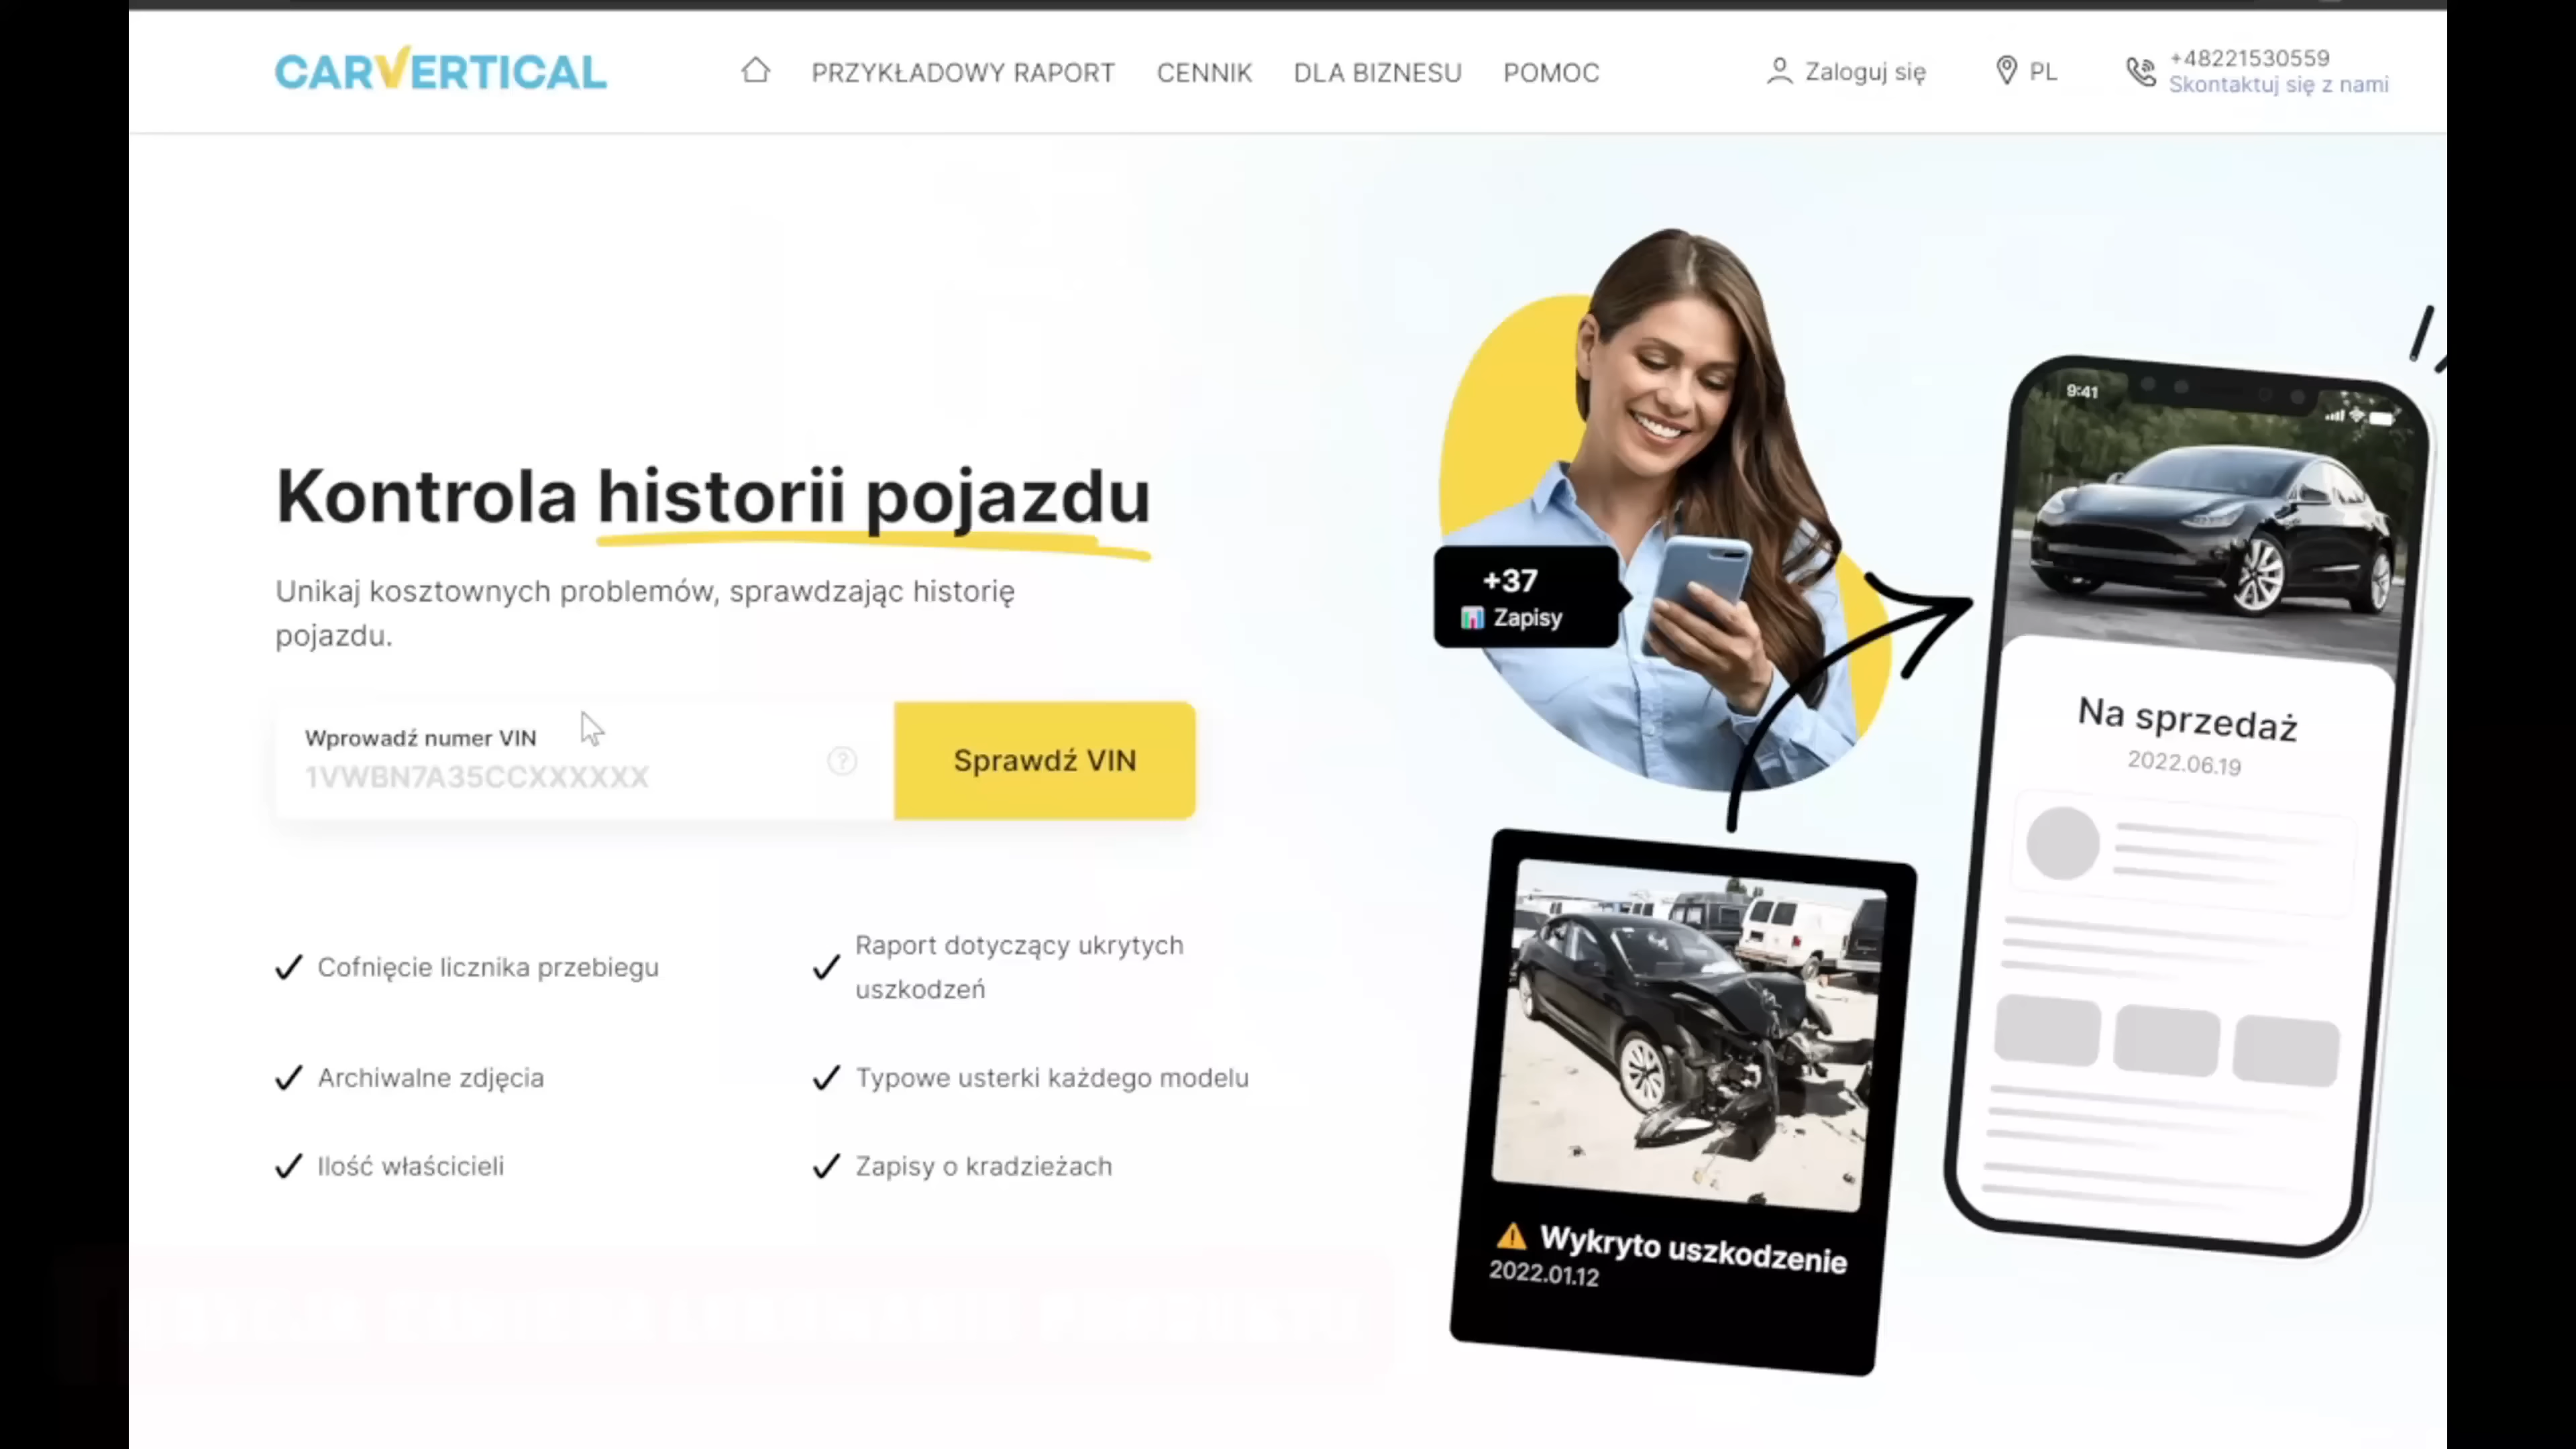 CARVERTICAL
PRZYKŁADOWY RAPORT
CENNIK
DLA BIZNESU
POMOC
Zaloguj się
PL
+48221530559
Skontaktuj się z nami
Kontrola historii pojazdu
Unikaj kosztownych problemów, sprawdzając historię
pojazdu.
Wprowadź numer VIN
1VWBN7A35CCXXXXXX
Sprawdź VIN
Cofnięcie licznika przebiegu
Raport dotyczący ukrytych
uszkodzeń
Archiwalne zdjęcia
Typowe usterki każdego modelu
Ilość właścicieli
Zapisy o kradzieżach
+37
Zapisy
9:41
Na sprzedaż
2022.06.19
Wykryto uszkodzenie
2022.01.12